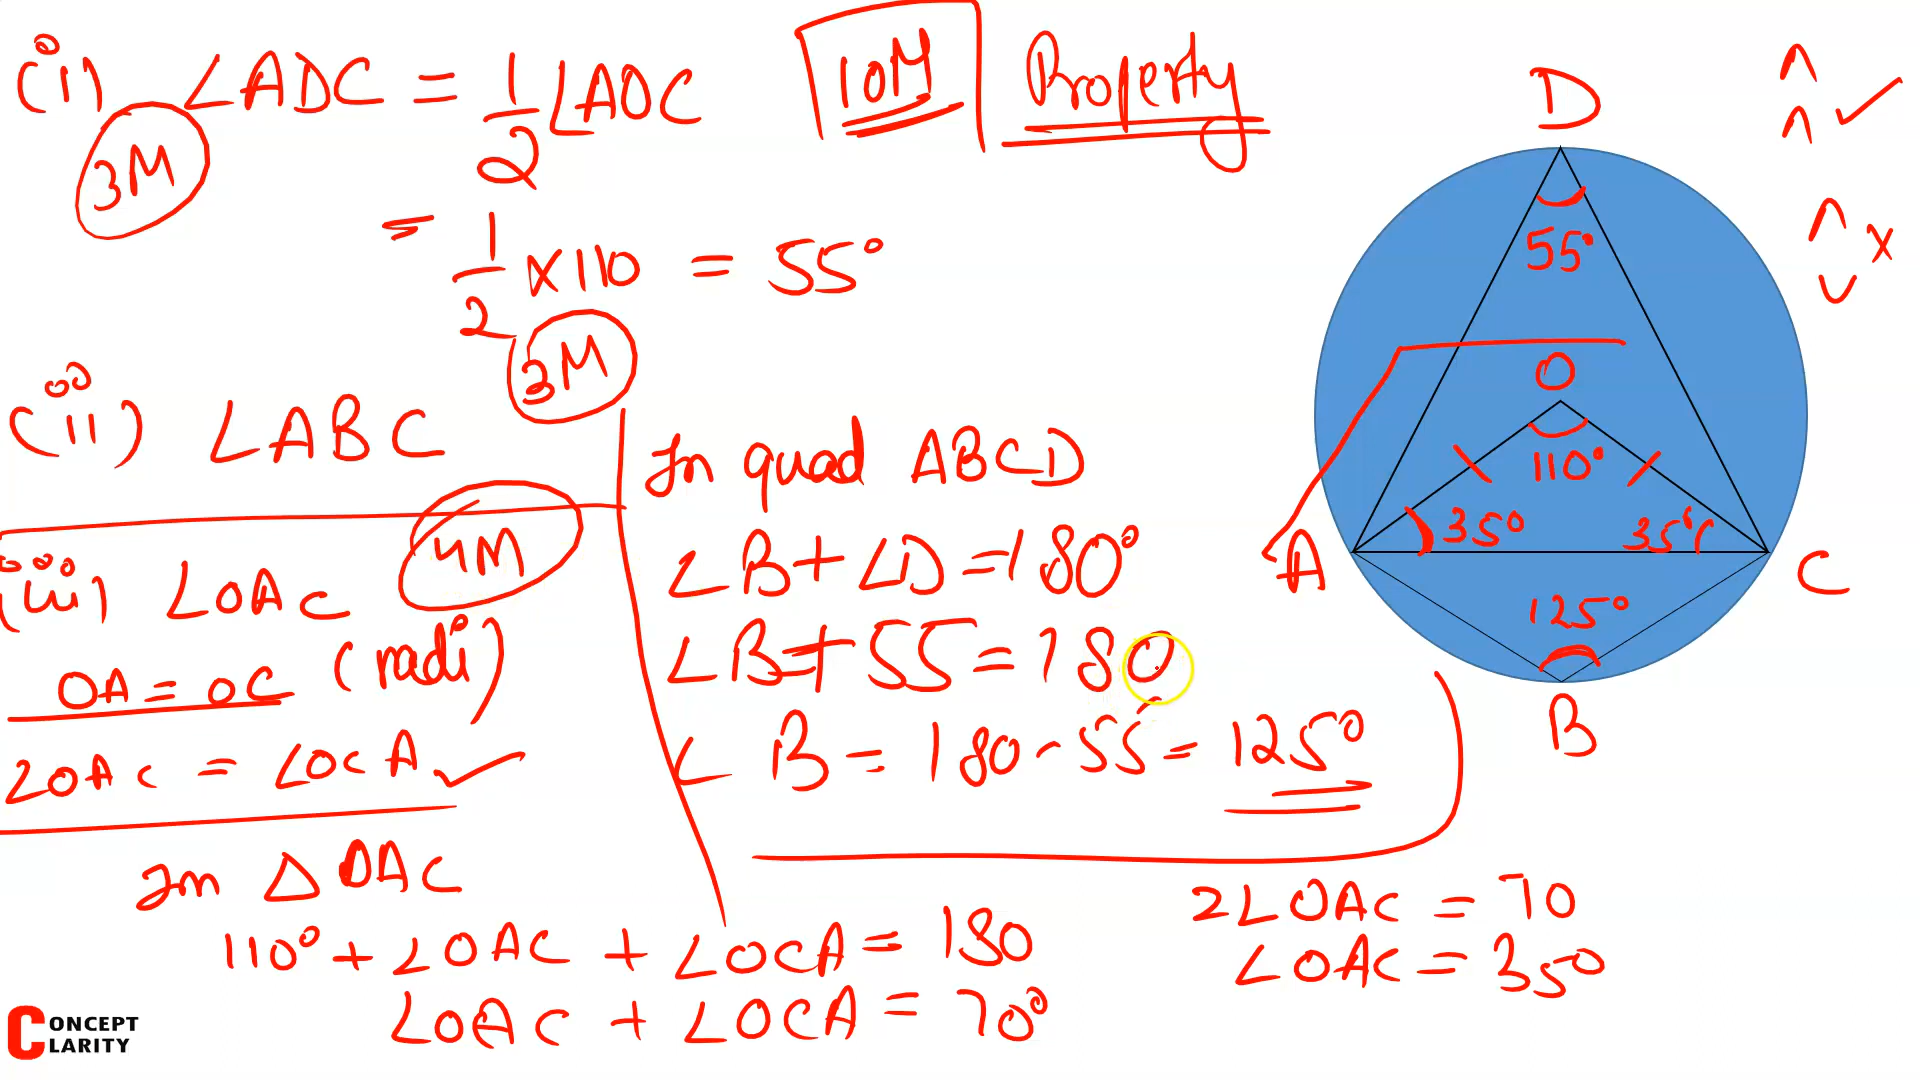 (i) ∠ADC = 1/2 ∠AOC
3M
= 1/2 × 110 = 55°
3M
10M
Property
(ii) ∠ABC
4M
(iii) ∠OAC
OA = OC (radii)
∠OAC = ∠OCA ✓
In △OAC
110° + ∠OAC + ∠OCA = 180
∠OAC + ∠OCA = 70°
In quad ABCD
∠B + ∠D = 180°
∠B + 55 = 180
∠B = 180 - 55 = 125°
2∠OAC = 70
∠OAC = 35°
D
55°
O
110°
35° 35°
A C
125°
B
^
^ ✓
^ x
v
CONCEPT
CLARITY